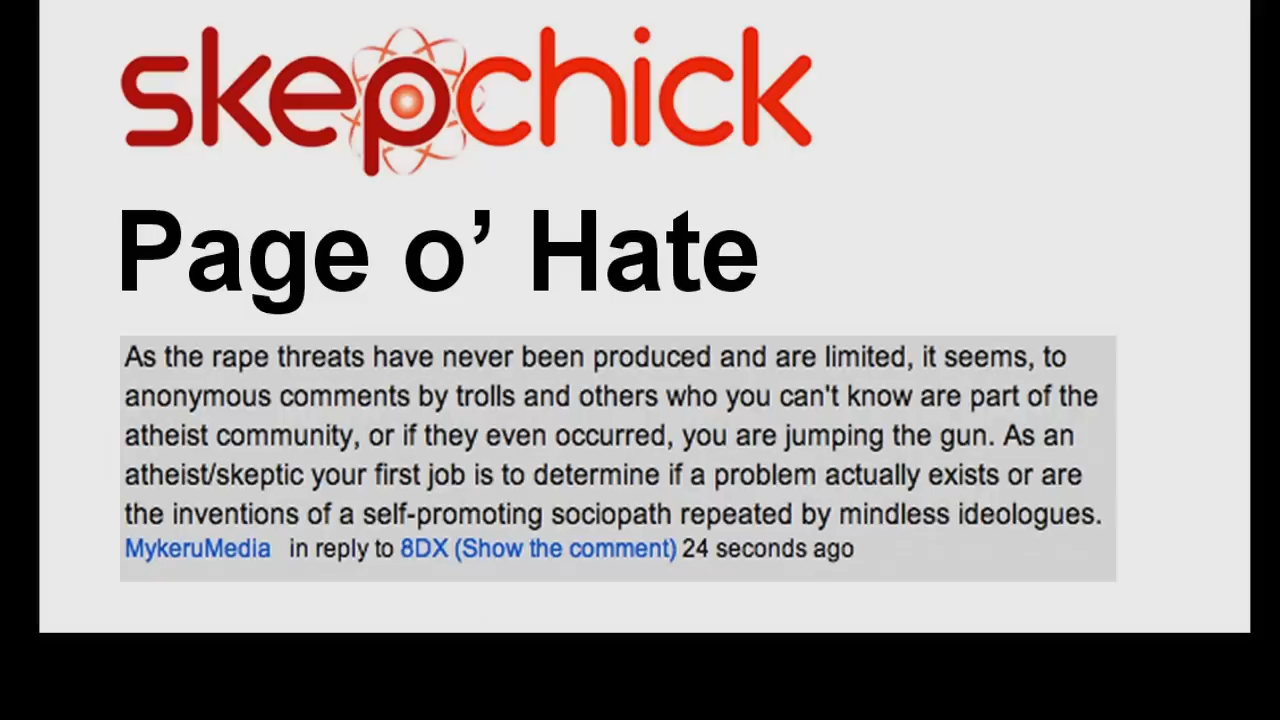 skepchick
Page o’ Hate
As the rape threats have never been produced and are limited, it seems, to
anonymous comments by trolls and others who you can't know are part of the
atheist community, or if they even occurred, you are jumping the gun. As an
atheist/skeptic your first job is to determine if a problem actually exists or are
the inventions of a self-promoting sociopath repeated by mindless ideologues.
MykeruMedia in reply to 8DX (Show the comment) 24 seconds ago